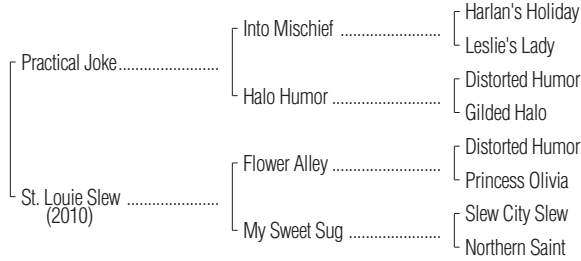 Harlan's Holiday
Into Mischief ........................
Leslie's Lady
Practical Joke........................
Distorted Humor
Halo Humor ..........................
Gilded Halo
Distorted Humor
Flower Alley ..........................
Princess Olivia
St. Louie Slew ......................
(2010)
Slew City Slew
My Sweet Sug ......................
Northern Saint